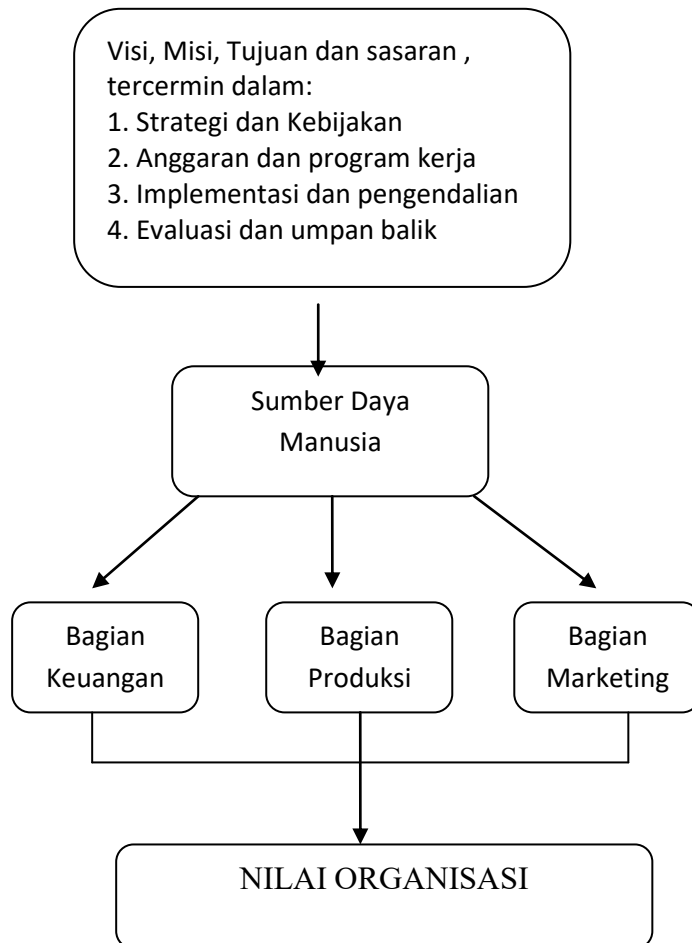 Visi, Misi, Tujuan dan sasaran ,
tercermin dalam:
1. Strategi dan Kebijakan
2. Anggaran dan program kerja
3. Implementasi dan pengendalian
4. Evaluasi dan umpan balik
Sumber Daya
Manusia
Bagian
Keuangan
Bagian
Produksi
Bagian
Marketing
NILAI ORGANISASI